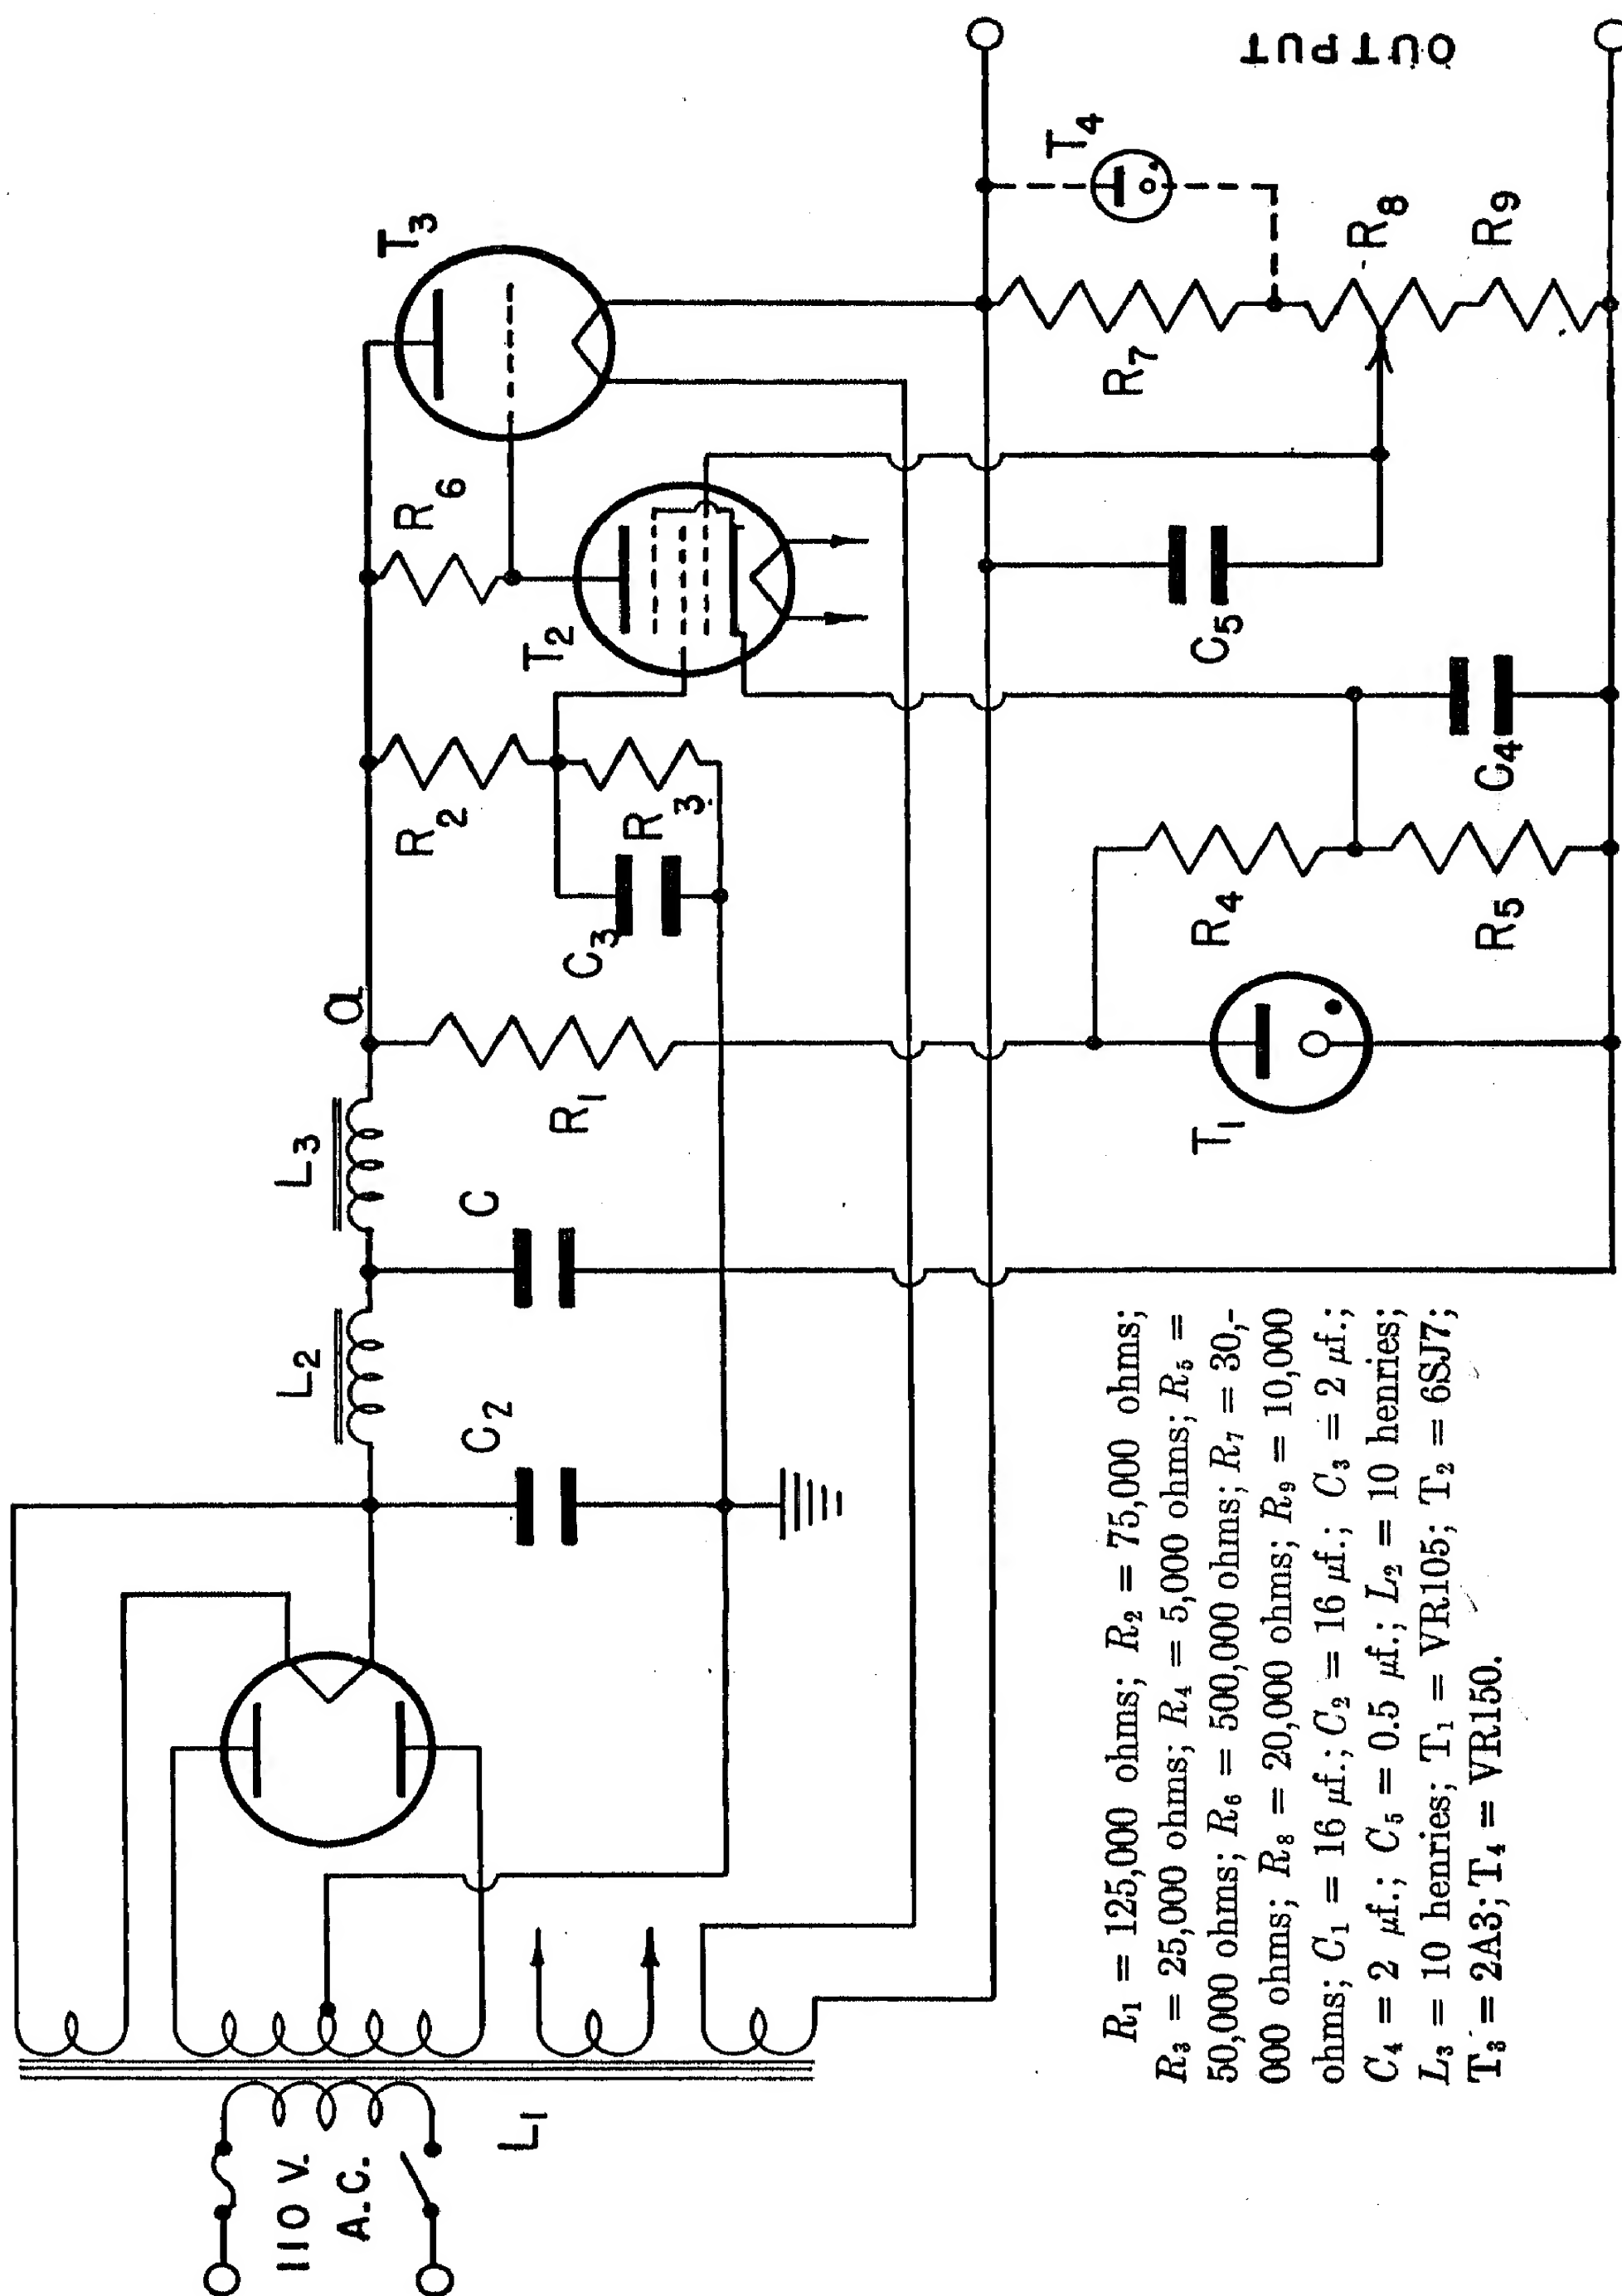 110 V.
A.C.
L1
L2
L3
a
C2
C
R1
C3
R3
R2
R6
T2
T3
T1
R4
R5
C4
C5
R7
R8
R9
T4
OUTPUT
R1 = 125,000 ohms; R2 = 75,000 ohms;
R3 = 25,000 ohms; R4 = 5,000 ohms; R5 =
50,000 ohms; R6 = 500,000 ohms; R7 = 30,-
000 ohms; R8 = 20,000 ohms; R9 = 10,000
ohms; C1 = 16 μf.; C2 = 16 μf.; C3 = 2 μf.;
C4 = 2 μf.; C5 = 0.5 μf.; L2 = 10 henries;
L3 = 10 henries; T1 = VR105; T2 = 6SJ7;
T3 = 2A3; T4 = VR150.